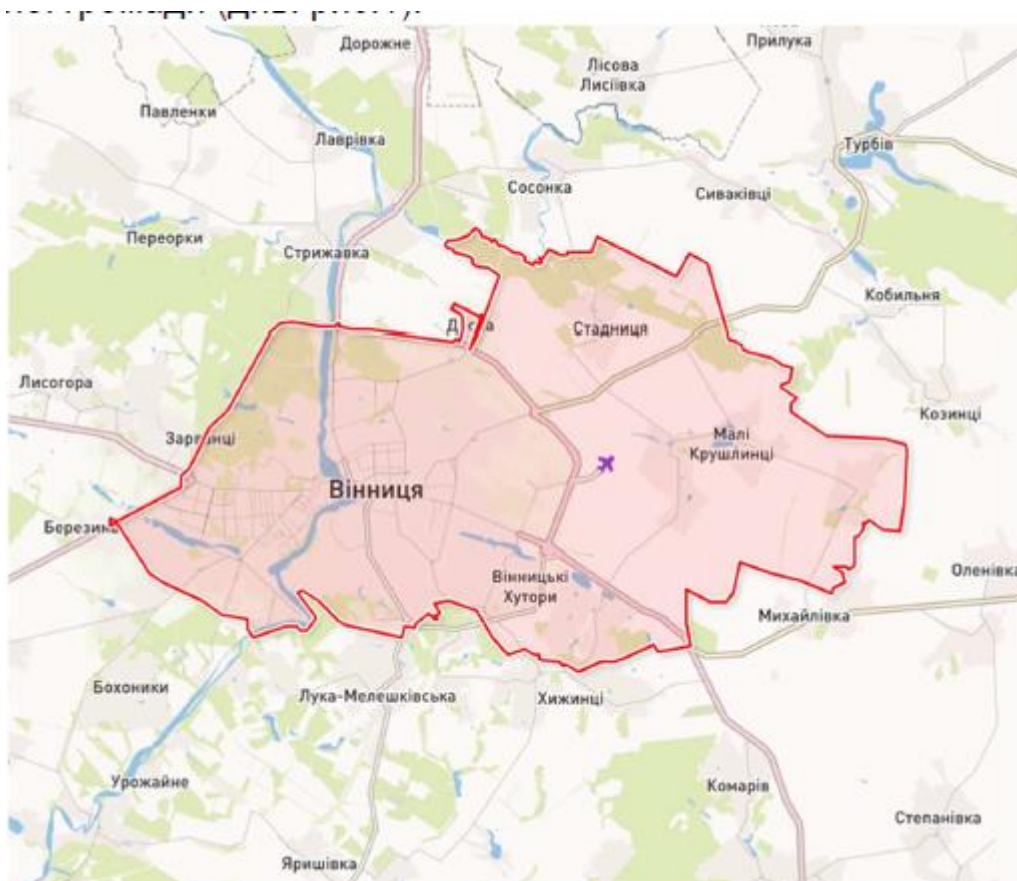 Дорожне
Прилука
Лісова
Лисіївка
Павленки
Лаврівка
Турбів
Сосонка
Сиваківці
Переорки
Стрижавка
Кобильня
Стадниця
Лисогора
Козинці
Малі
Крушлинці
Вінниця
Вінницькі
Хутори
Оленівка
Михайлівка
Бохоники
Лука-Мелешківська
Хижинці
Урожайне
Комарів
Степанівка
Яришівка